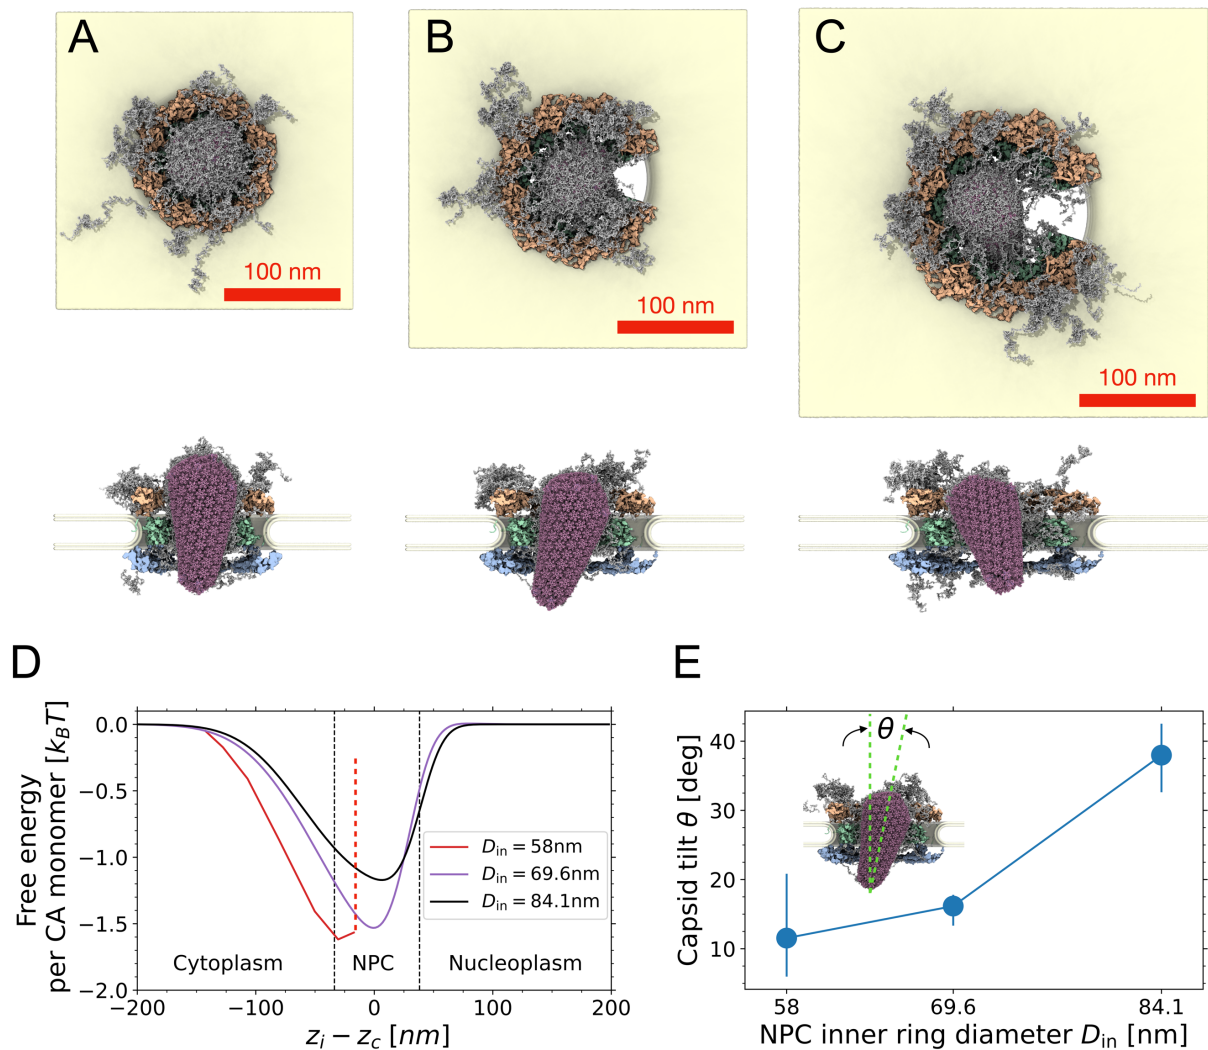 A
B
C
100 nm
100 nm
100 nm
D
E
Free energy
per CA monomer [k_BT]
0.0
−0.5
−1.0
−1.5
−2.0
D_in = 58nm
D_in = 69.6nm
D_in = 84.1nm
Cytoplasm
NPC
Nucleoplasm
−200
−100
0
100
200
z_i − z_c [nm]
Capsid tilt θ [deg]
40
30
20
10
θ
58
69.6
84.1
NPC inner ring diameter D_in [nm]